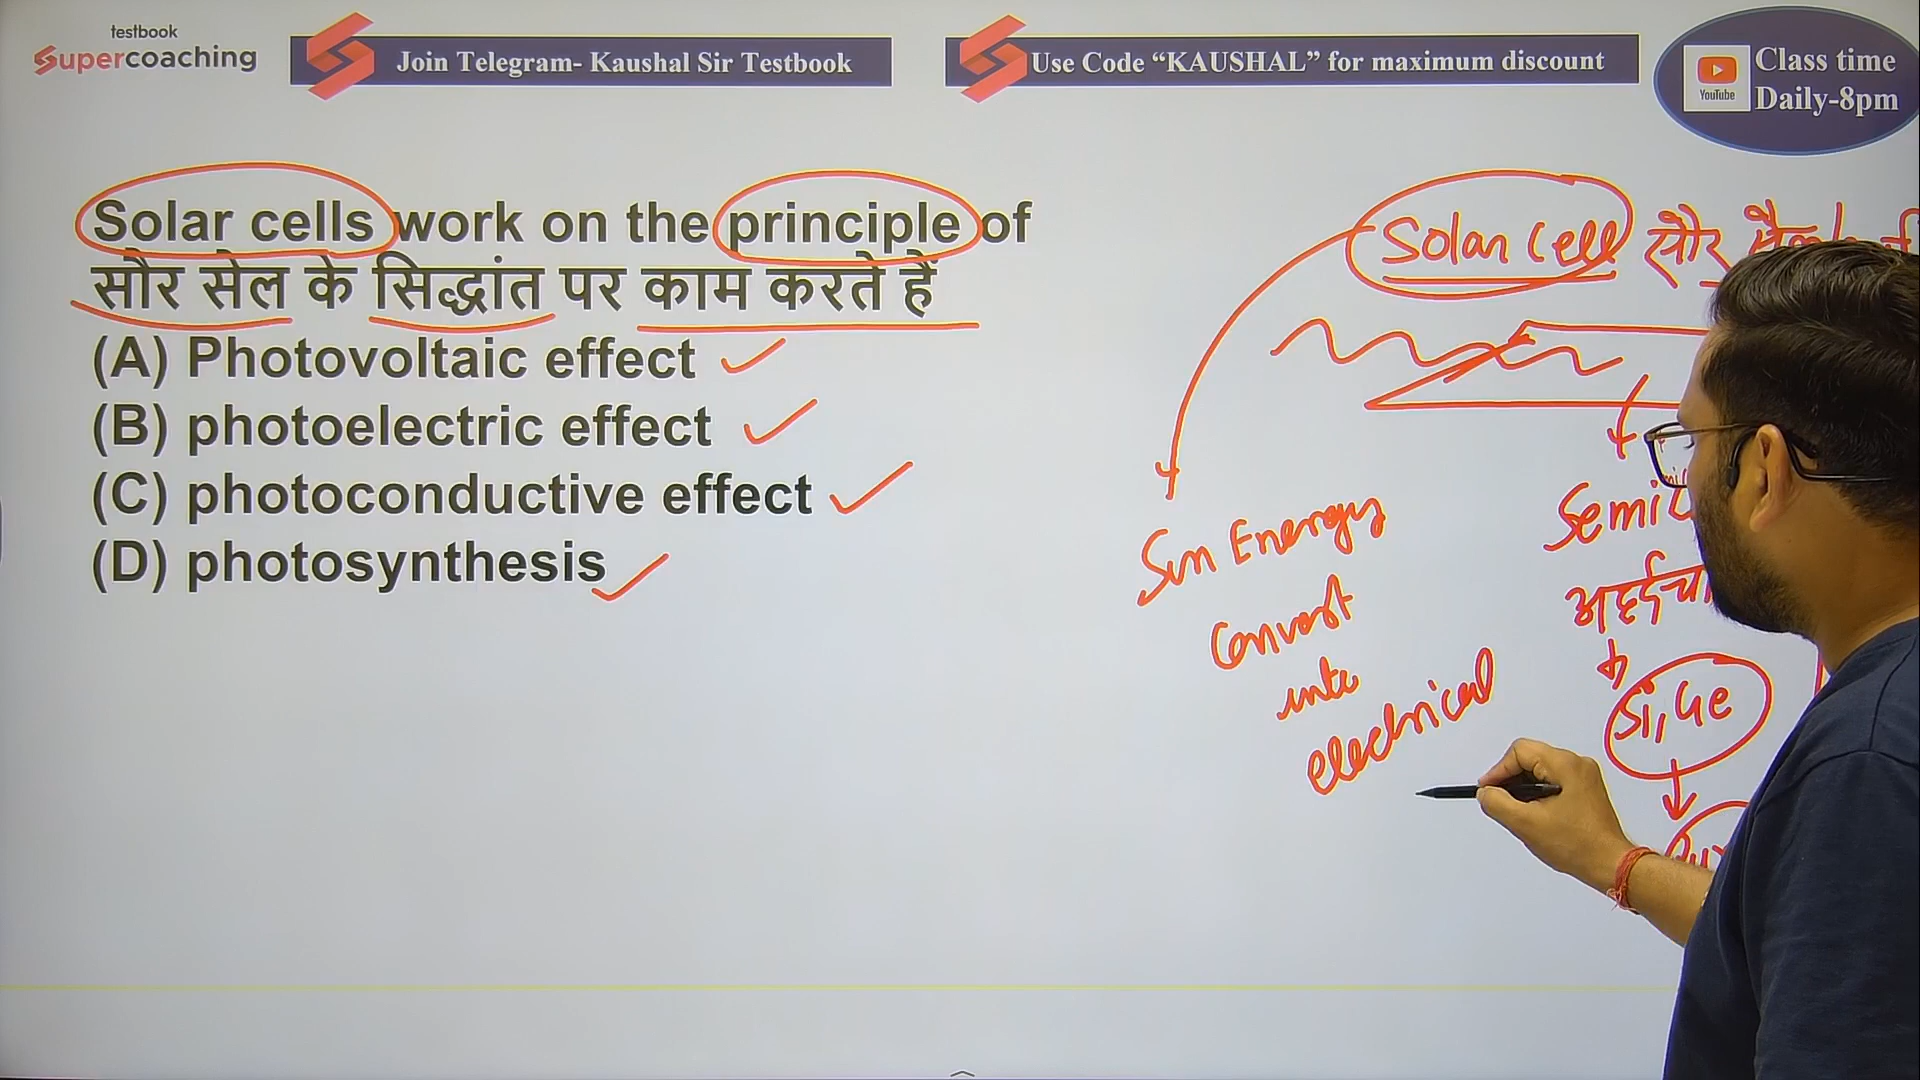 testbook
Supercoaching
Join Telegram- Kaushal Sir Testbook
Use Code “KAUSHAL” for maximum discount
YouTube
Class time
Daily-8pm
Solar cells work on the principle of
सौर सेल के सिद्धांत पर काम करते हैं
(A) Photovoltaic effect
(B) photoelectric effect
(C) photoconductive effect
(D) photosynthesis
Solar Cell सौर
Sun Energy
Convert
into
electrical
Semi
Si, Ge